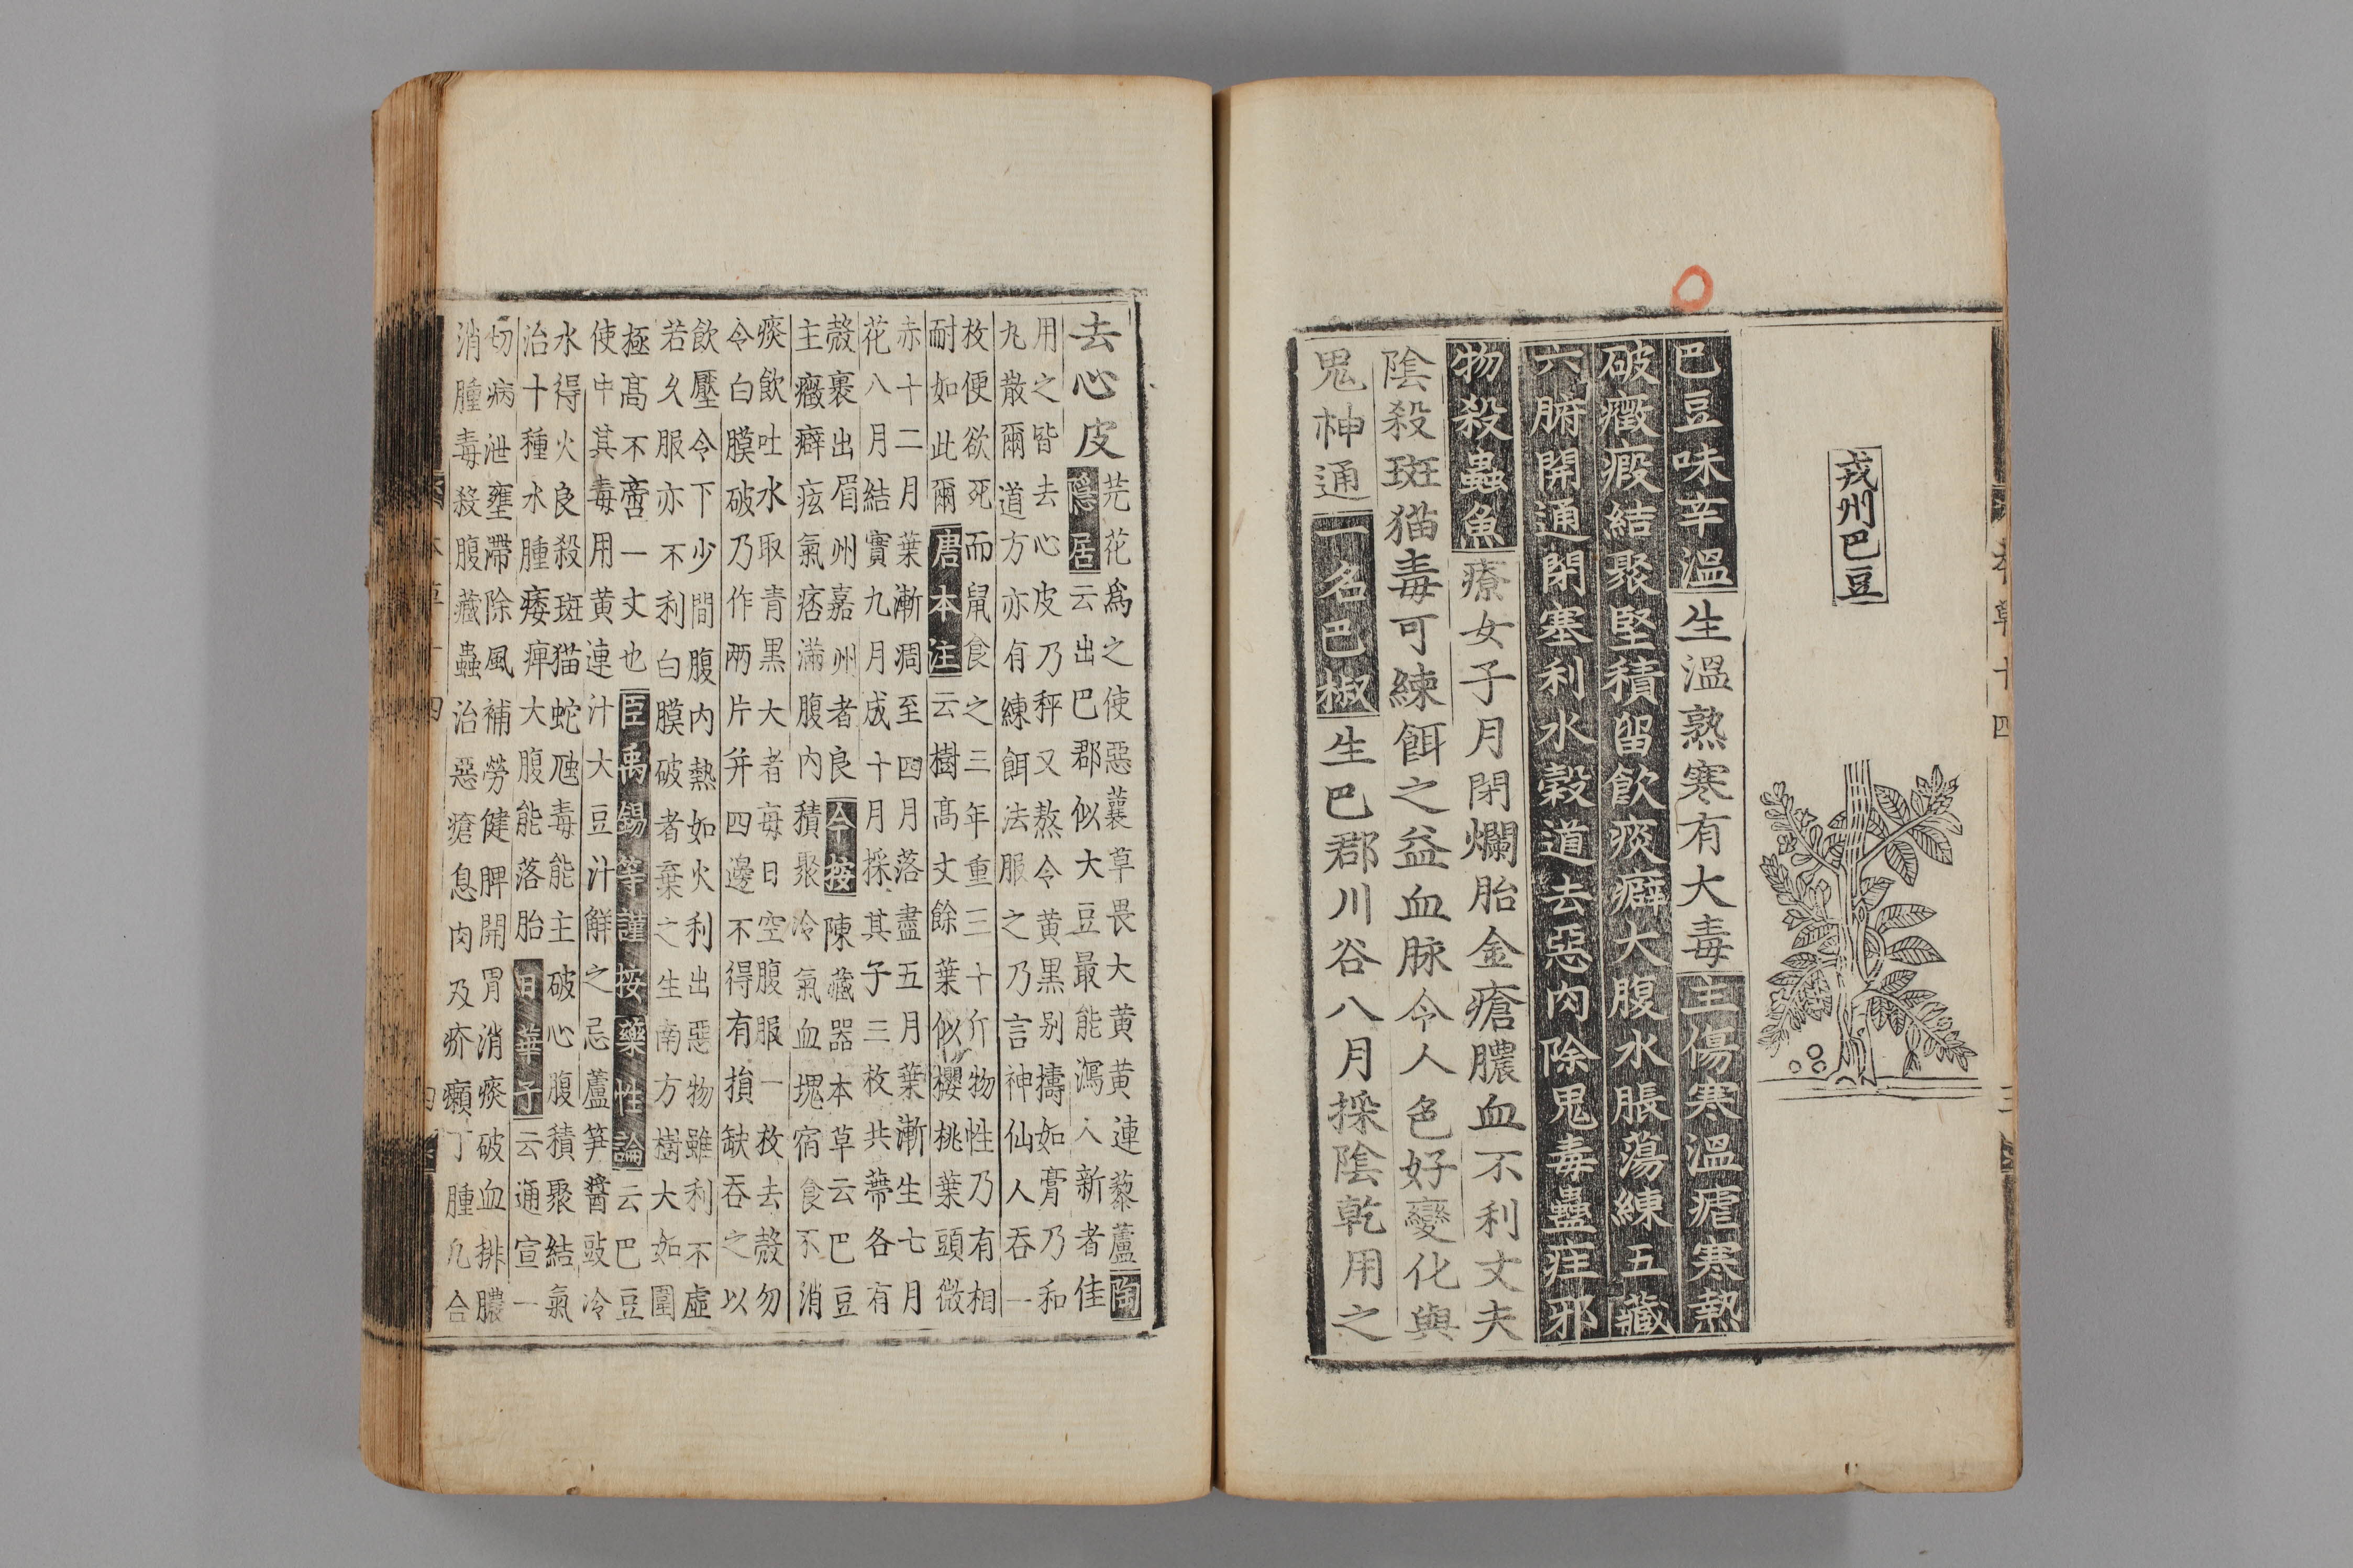 戎州巴豆
巴豆味辛溫生溫熟寒有大毒主傷寒溫瘧寒熱
破癥瘕結聚堅積留飲痰癖大腹水脹蕩練五藏
六腑開通閉塞利水穀道去惡肉除鬼毒蠱疰邪
物殺蟲魚療女子月閉爛胎金瘡膿血不利丈夫
陰殺斑猫毒可練餌之益血脉令人色好變化與
鬼神通一名巴椒生巴郡川谷八月採陰乾用之
去心皮
芫花為之使惡蘘草畏大黃黃連藜蘆陶
隱居云出巴郡似大豆最能瀉人新者佳
用之皆去心皮乃秤又熬令黃黑別擣如膏乃和
丸散爾道方亦有練餌法服之乃言神仙人吞一
枚便欲死而鼠食之三年重三十斤物性乃有相
耐如此爾唐本注云樹高丈餘葉似櫻桃葉頭微
赤十二月葉漸凋至四月落盡五月葉漸生七月
花八月結實九月成十月採其子三枚共蔕各有
殼裹出眉州嘉州者良今按陳藏器本草云巴豆
主癥癖痃氣痞滿腹內積聚冷氣血塊宿食不消
痰飲吐水取青黑大者每日空腹服一枚去殼勿
令白膜破乃作兩片并四邊不得有損缺吞之以
飲壓令下少間腹內熱如火利出惡物雖利不虛
若久服亦不利白膜破者棄之生南方樹大如圍
極高不啻一丈也臣禹錫等謹按藥性論云巴豆
使中其毒用黃連汁大豆汁解之忌蘆笋醬豉冷
水得火良殺斑猫蛇虺毒能主破心腹積聚結氣
治十種水腫痿痺大腹能落胎日華子云通宣一
切病泄壅滯除風補勞健脾開胃消痰破血排膿
消腫毒殺腹藏蟲治惡瘡息肉及疥癩丁腫凡合